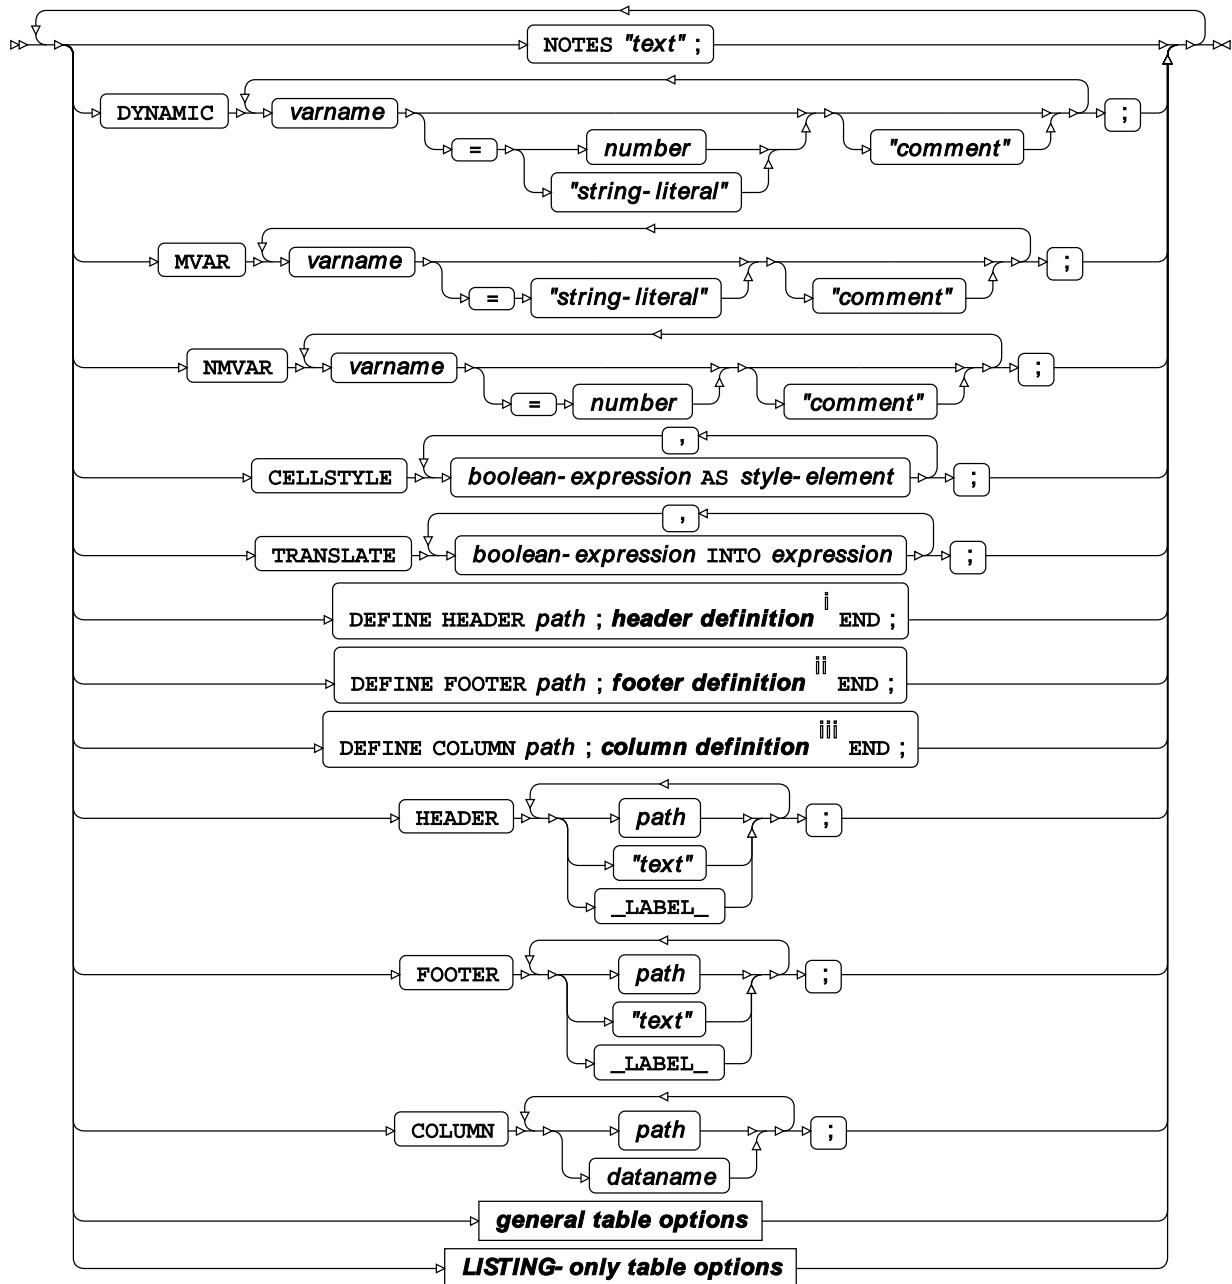 NOTES "text" ;
DYNAMIC varname ;
= number "comment"
"string- literal"
MVAR varname ;
= "string- literal" "comment"
NMVAR varname ;
= number "comment"
,
CELLSTYLE boolean- expression AS style- element ;
,
TRANSLATE boolean- expression INTO expression ;
DEFINE HEADER path ; header definition i END ;
DEFINE FOOTER path ; footer definition ii END ;
DEFINE COLUMN path ; column definition iii END ;
HEADER path ;
"text"
_LABEL_
FOOTER path ;
"text"
_LABEL_
COLUMN path ;
dataname
general table options
LISTING- only table options